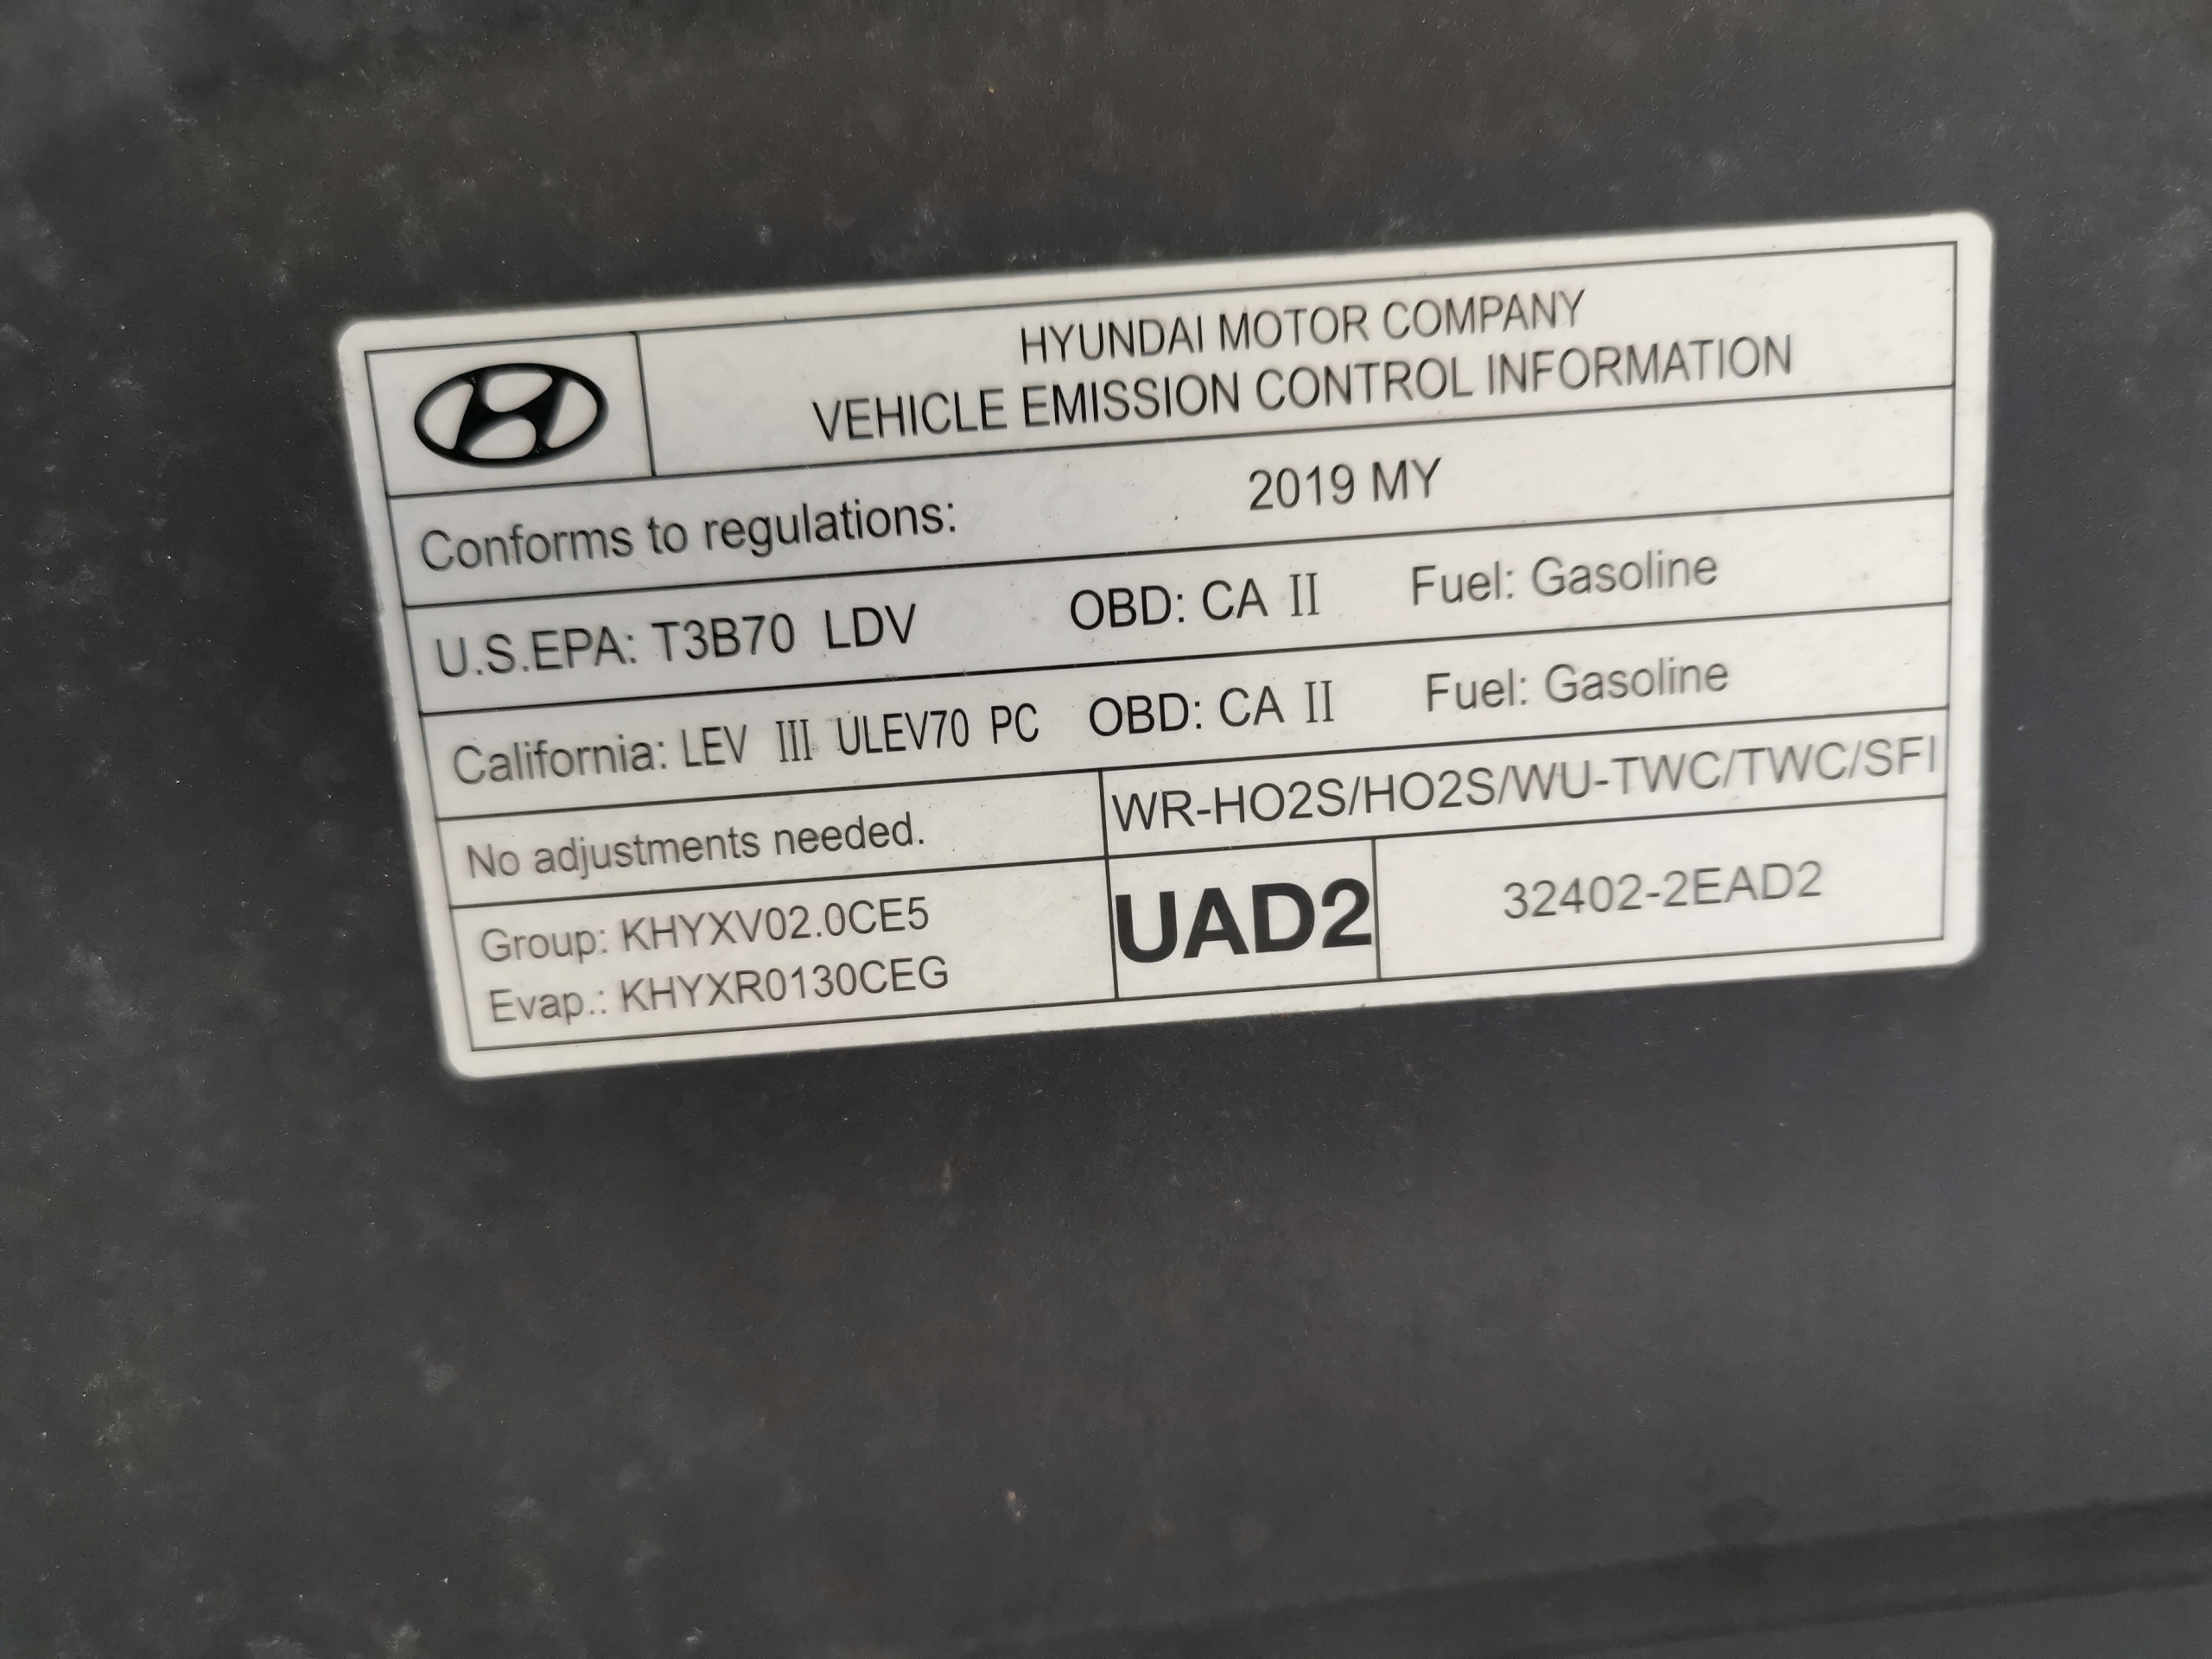 HYUNDAI MOTOR COMPANY
VEHICLE EMISSION CONTROL INFORMATION
Conforms to regulations: 2019 MY
U.S.EPA: T3B70 LDV OBD: CA II Fuel: Gasoline
California: LEV III ULEV70 PC OBD: CA II Fuel: Gasoline
No adjustments needed. WR-HO2S/HO2S/WU-TWC/TWC/SFI
Group: KHYXV02.0CE5
Evap.: KHYXR0130CEG
UAD2
32402-2EAD2